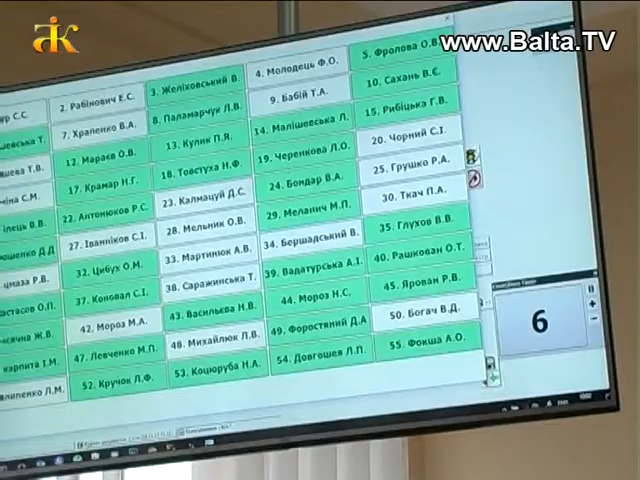 www.Balta.TV
5. Фролова О.В.
4. Молодець Ф.О.
3. Желіховський В.
2. Рабінович Е.С.
10. Сахань В.Є.
9. Бабій Т.А.
8. Паламарчук Л.В.
7. Храпенко В.А.
15. Рибіцька Г.В.
14. Малішевська Л.
13. Кулик П.Я.
12. Мараєв О.В.
20. Чорний С.І.
19. Черенкова Л.О.
18. Товстуха Н.Ф.
17. Крамар Н.Г.
25. Грушко Р.А.
24. Бондар В.А.
23. Калмацуй Д.С.
22. Антонюков Р.С.
30. Ткач П.А.
29. Меланич М.П.
28. Мельник О.В.
27. Іванніков С.І.
35. Глухов В.В.
34. Бершадський В.
33. Мартинюк А.В.
32. Цибух О.М.
40. Рашкован О.Т.
39. Вадатурська А.І.
38. Саражинська Т.
37. Коновал С.І.
45. Ярован Р.В.
44. Мороз Н.С.
43. Васильєва Н.В.
42. Мороз М.А.
50. Богач В.Д.
49. Форостяний Д.А
48. Михайлюк Л.В.
47. Левченко М.П.
55. Фокша А.О.
54. Довгошея Л.П.
53. Коцюруба Н.А.
52. Кручок Л.Ф.
6